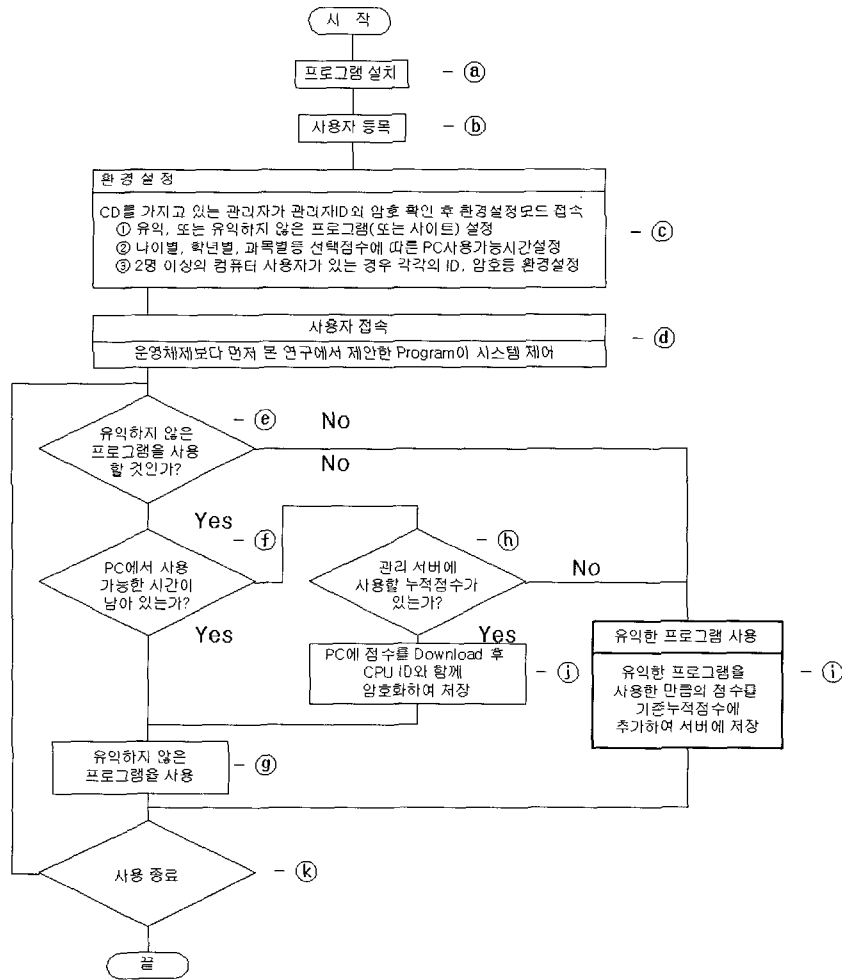 시 작
프로그램 설치
- ⓐ
사용자 등록
- ⓑ
환 경 설 정
CD를 가지고 있는 관리자가 관리자ID와 암호 확인 후 환경설정모드 접속
① 유익, 또는 유익하지 않은 프로그램(또는 사이트) 설정
② 나이별, 학년별, 과목별등 선택점수에 따른 PC사용가능시간설정
③ 2명 이상의 컴퓨터 사용자가 있는 경우 각각의 ID, 암호등 환경설정
- ⓒ
사용자 접속
운영체제보다 먼저 본 연구에서 제안한 Program이 시스템 제어
- ⓓ
- ⓔ
유익하지 않은
프로그램을 사용
할 것인가?
No
No
Yes
- ⓕ
PC에서 사용
가능한 시간이
남아 있는가?
Yes
- ⓗ
관리 서버에
사용할 누적점수가
있는가?
No
Yes
PC에 점수를 Download 후
CPU ID와 함께
암호화하여 저장
- ⓙ
유익한 프로그램 사용
유익한 프로그램을
사용한 만큼의 점수를
기존누적점수에
추가하여 서버에 저장
- ⓘ
유익하지 않은
프로그램을 사용
- ⓖ
사용 종료
- ⓚ
끝